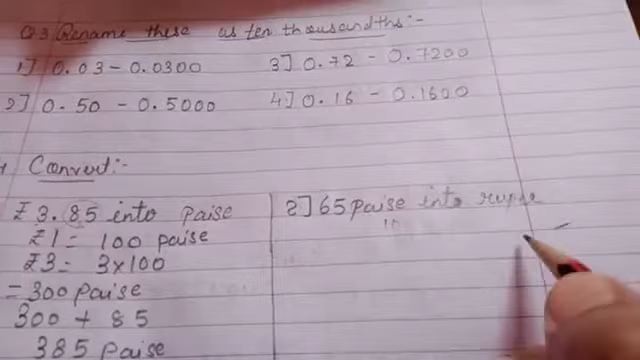 Q.3 Rename these as ten thousandths:-
1] 0.03 - 0.0300
3] 0.72 - 0.7200
2] 0.50 - 0.5000
4] 0.16 - 0.1600
Convert:-
₹ 3.85 into paise
₹1 = 100 paise
₹3 = 3x100
= 300 paise
300 + 85
385 paise
2] 65 paise into rupee